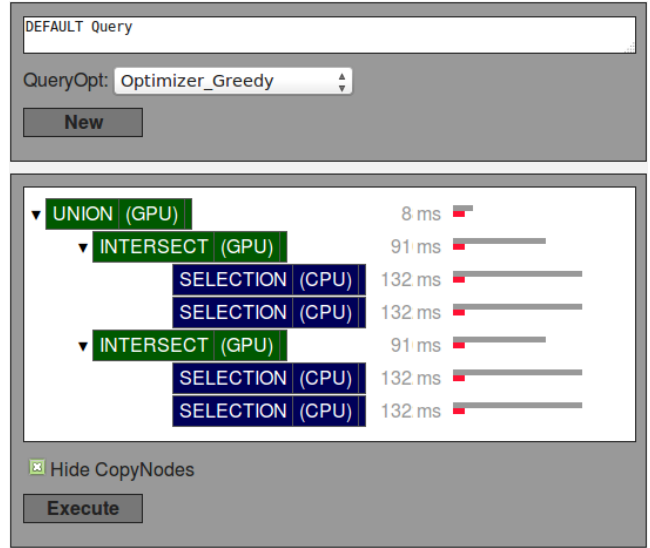 DEFAULT Query
QueryOpt: Optimizer_Greedy
New
UNION (GPU) 8 ms
INTERSECT (GPU) 91 ms
SELECTION (CPU) 132 ms
SELECTION (CPU) 132 ms
INTERSECT (GPU) 91 ms
SELECTION (CPU) 132 ms
SELECTION (CPU) 132 ms
Hide CopyNodes
Execute